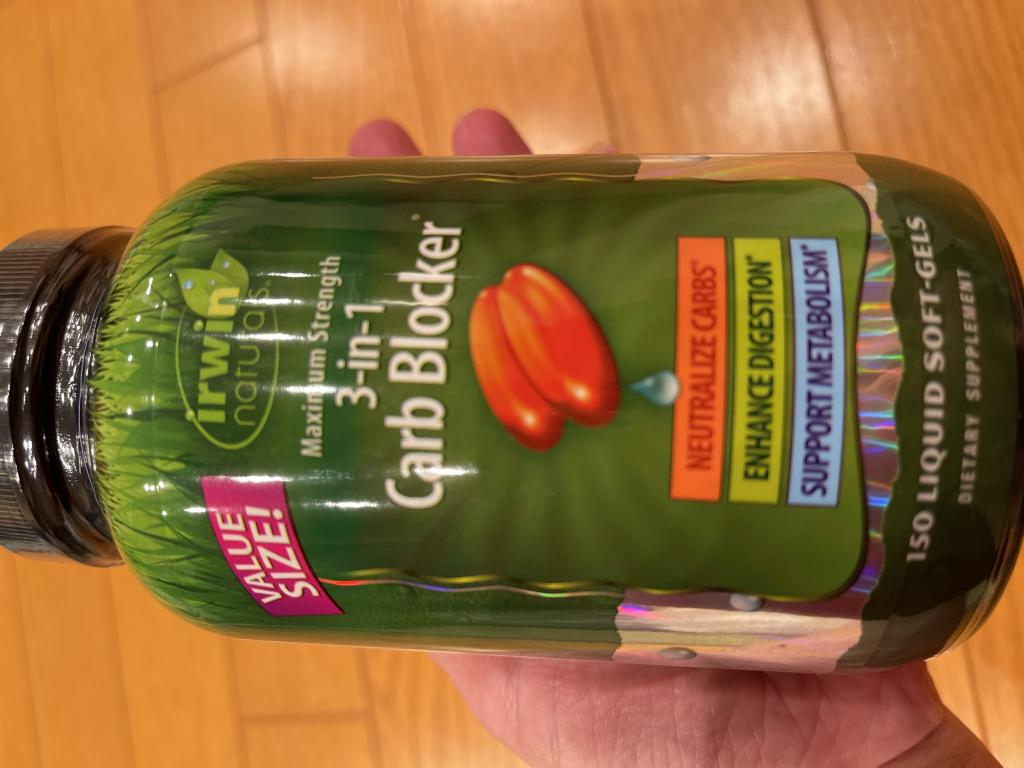 irwin
naturals®
VALUE
SIZE!
Maximum Strength
3-in-1
Carb Blocker
NEUTRALIZE CARBS*
ENHANCE DIGESTION*
SUPPORT METABOLISM*
150 LIQUID SOFT-GELS
DIETARY SUPPLEMENT